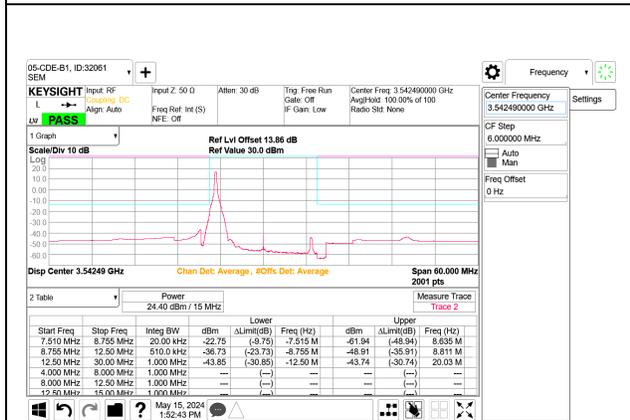 05-CDE-B1, ID:32061
SEM
Frequency
KEYSIGHT
L
LXI PASS
Input: RF
Coupling: DC
Align: Auto
Input Z: 50 Ω
Freq Ref: Int (S)
NFE: Off
Atten: 30 dB
Trig: Free Run
Gate: Off
IF Gain: Low
Center Freq: 3.542490000 GHz
Avg|Hold: 100.00% of 100
Radio Std: None
Center Frequency
3.542490000 GHz
Settings
CF Step
6.000000 MHz
Auto
Man
Freq Offset
0 Hz
1 Graph
Scale/Div 10 dB
Ref Lvl Offset 13.86 dB
Ref Value 30.0 dBm
Log
20.0
10.0
0.00
-10.0
-20.0
-30.0
-40.0
-50.0
-60.0
Disp Center 3.54249 GHz
Chan Det: Average , #Offs Det: Average
Span 60.000 MHz
2001 pts
2 Table
Power
24.40 dBm / 15 MHz
Measure Trace
Trace 2
Lower Upper
Start Freq Stop Freq Integ BW dBm ΔLimit(dB) Freq (Hz) dBm ΔLimit(dB) Freq (Hz)
7.510 MHz 8.755 MHz 20.00 kHz -22.75 (-9.75) -7.515 M -61.94 (-48.94) 8.635 M
8.755 MHz 12.50 MHz 510.0 kHz -36.73 (-23.73) -8.755 M -48.91 (-35.91) 8.811 M
12.50 MHz 30.00 MHz 1.000 MHz -43.85 (-30.85) -12.50 M -43.74 (-30.74) 20.03 M
4.000 MHz 8.000 MHz 1.000 MHz --- (---) --- --- (---) ---
8.000 MHz 12.50 MHz 1.000 MHz --- (---) --- --- (---) ---
12.50 MHz 15.00 MHz 1.000 MHz --- (---) --- --- (---) ---
May 15, 2024
1:52:43 PM